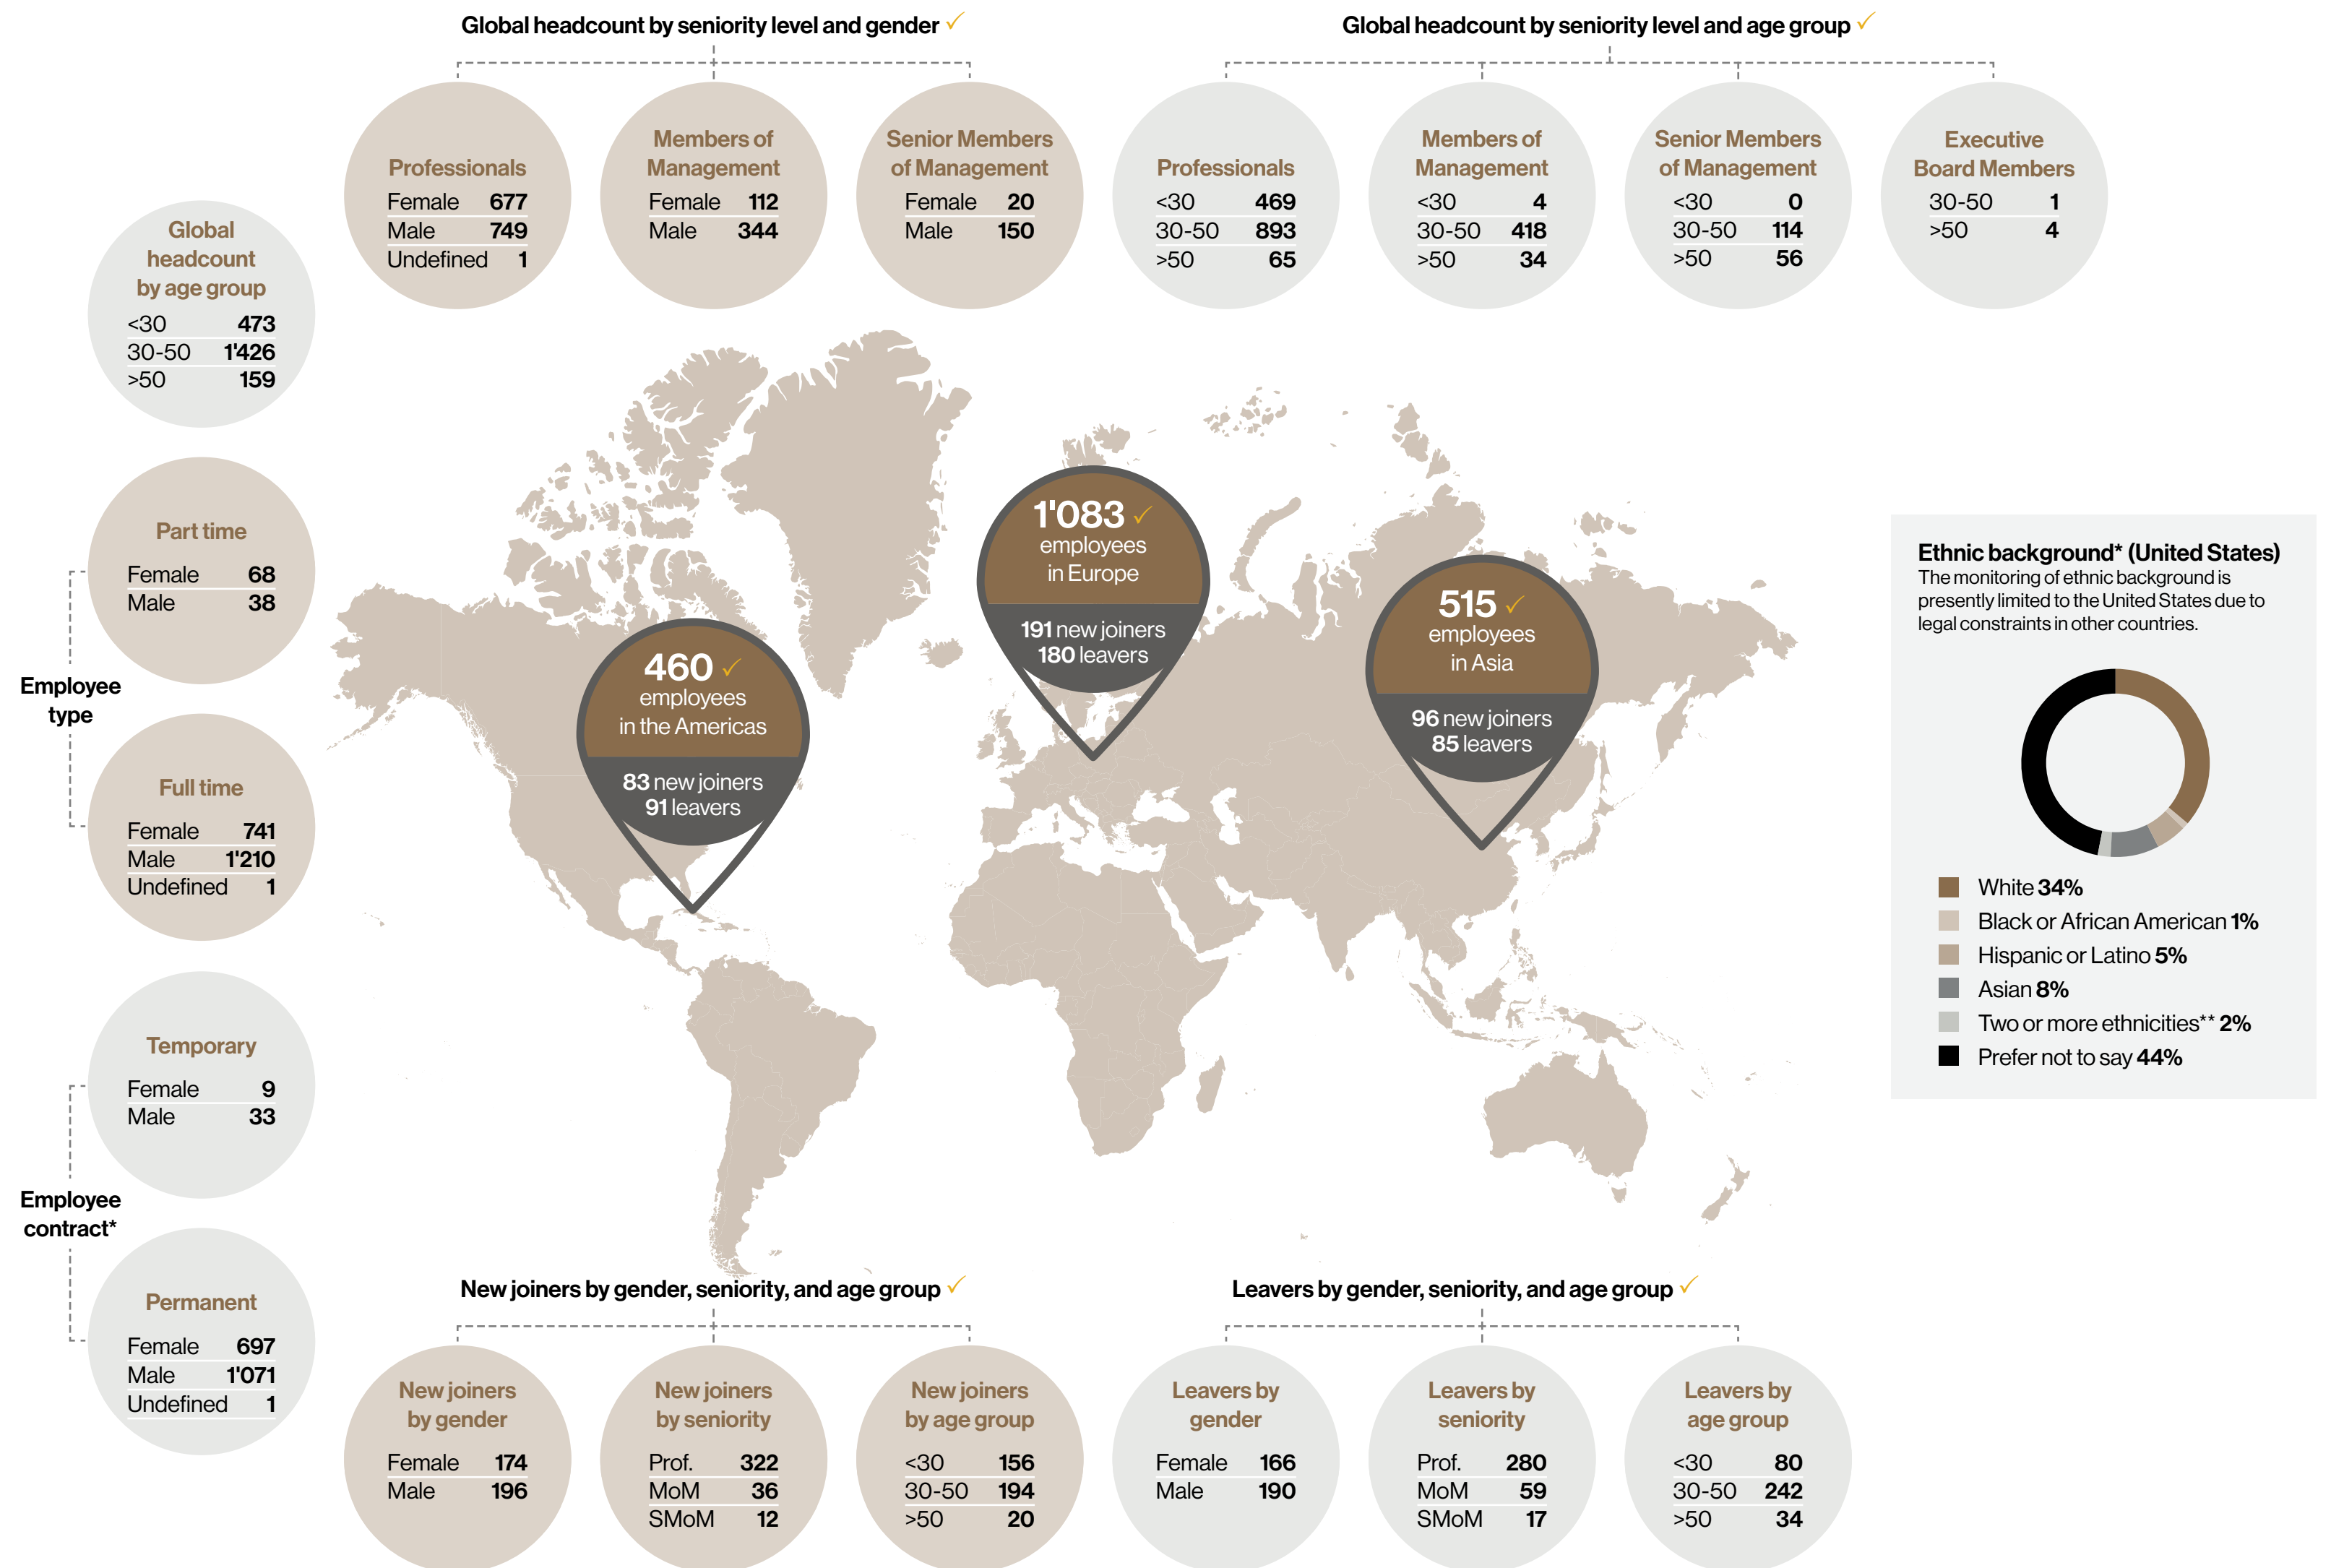 Global headcount by seniority level and gender ✓
Professionals
Female 677
Male 749
Undefined 1
Members of
Management
Female 112
Male 344
Senior Members
of Management
Female 20
Male 150
Global headcount by seniority level and age group ✓
Professionals
<30 469
30-50 893
>50 65
Members of
Management
<30 4
30-50 418
>50 34
Senior Members
of Management
<30 0
30-50 114
>50 56
Executive
Board Members
30-50 1
>50 4
Global
headcount
by age group
<30 473
30-50 1'426
>50 159
Employee
type
Part time
Female 68
Male 38
Full time
Female 741
Male 1'210
Undefined 1
Employee
contract*
Temporary
Female 9
Male 33
Permanent
Female 697
Male 1'071
Undefined 1
460 ✓
employees
in the Americas
83 new joiners
91 leavers
1'083 ✓
employees
in Europe
191 new joiners
180 leavers
515 ✓
employees
in Asia
96 new joiners
85 leavers
Ethnic background* (United States)
The monitoring of ethnic background is
presently limited to the United States due to
legal constraints in other countries.
White 34%
Black or African American 1%
Hispanic or Latino 5%
Asian 8%
Two or more ethnicities** 2%
Prefer not to say 44%
New joiners by gender, seniority, and age group ✓
New joiners
by gender
Female 174
Male 196
New joiners
by seniority
Prof. 322
MoM 36
SMoM 12
New joiners
by age group
<30 156
30-50 194
>50 20
Leavers by gender, seniority, and age group ✓
Leavers by
gender
Female 166
Male 190
Leavers by
seniority
Prof. 280
MoM 59
SMoM 17
Leavers by
age group
<30 80
30-50 242
>50 34